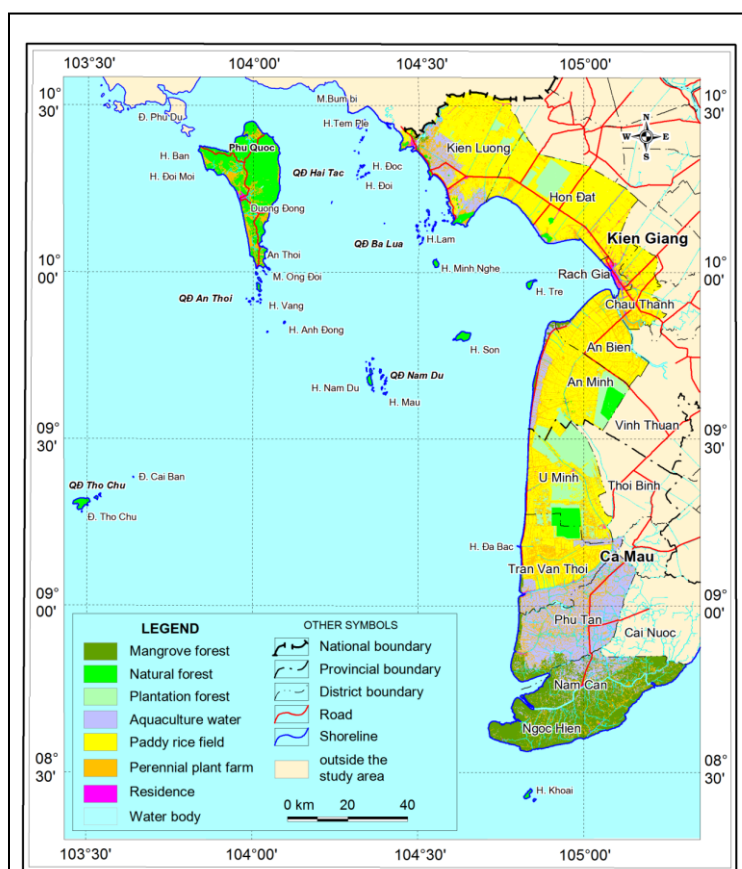 103°30' 104°00' 104°30' 105°00'
10°
30'
10°
30'
M.Bum bi
Đ. Phu Du
H.Tem Pie
Phu Quoc
Kien Luong
H. Ban
H. Đoc
H. Đoi Moi
QĐ Hai Tac
H. Đoi
Hon Đat
Duong Đong
H.Lam
Kien Giang
QĐ Ba Lua
An Thoi
H. Minh Nghe
10°
00'
10°
00'
M. Ong Đoi
Rach Gia
H. Tre
QĐ An Thoi
H. Vang
Chau Thanh
H. Anh Đong
An Bien
H. Son
QĐ Nam Du
An Minh
H. Nam Du
H. Mau
Vinh Thuan
09°
30'
09°
30'
U Minh
Thoi Binh
Đ. Cai Ban
QĐ Tho Chu
Đ. Tho Chu
H. Đa Bac
Ca Mau
Tran Van Thoi
09°
00'
09°
00'
Phu Tan
Cai Nuoc
Nam Can
Ngoc Hien
08°
30'
08°
30'
H. Khoai
N
W E
S
LEGEND
Mangrove forest
Natural forest
Plantation forest
Aquaculture water
Paddy rice field
Perennial plant farm
Residence
Water body
OTHER SYMBOLS
National boundary
Provincial boundary
District boundary
Road
Shoreline
outside the
study area
0 km 20 40
103°30' 104°00' 104°30' 105°00'